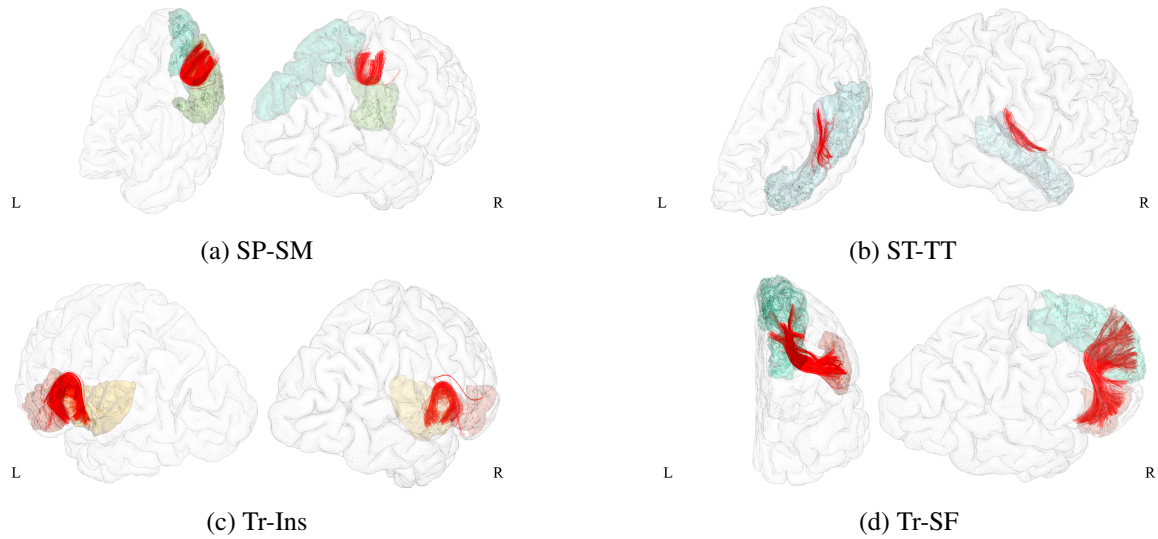 L R
L R
(a) SP-SM
(b) ST-TT
L R
L R
(c) Tr-Ins
(d) Tr-SF